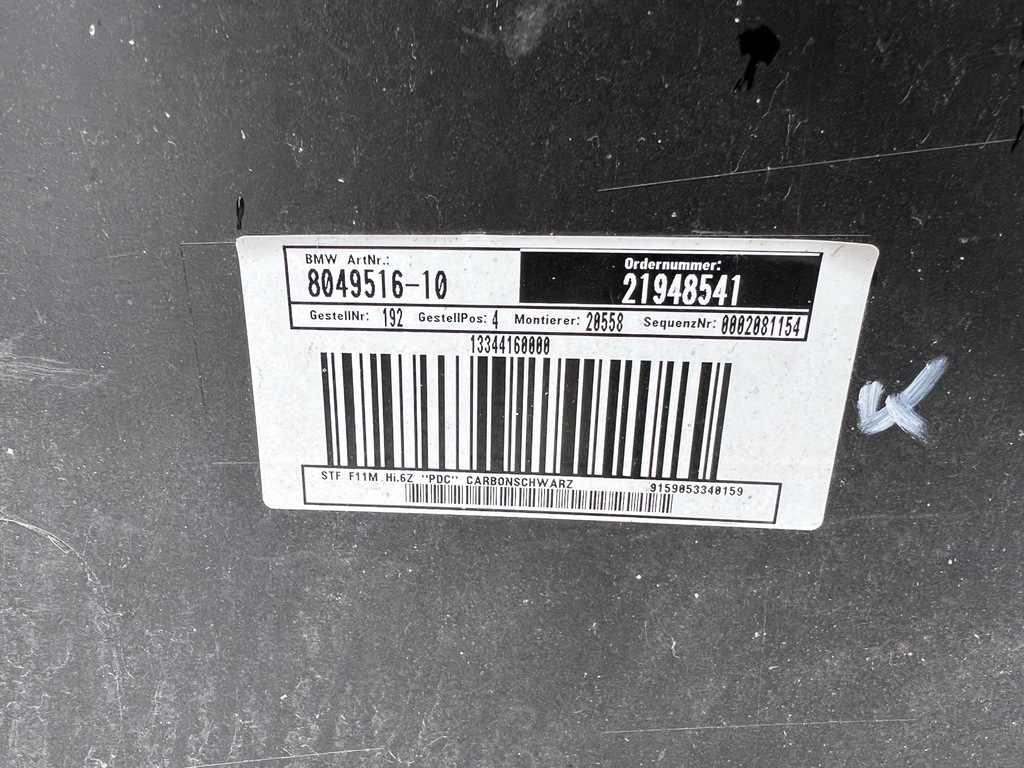 BMW ArtNr.:
8049516-10
Ordernummer:
21948541
GestellNr: 192 GestellPos: 4 Montierer: 20558 SequenzNr: 0002081154
13344160000
STF F11M Hi.6Z "PDC" CARBONSCHWARZ 9159053340159